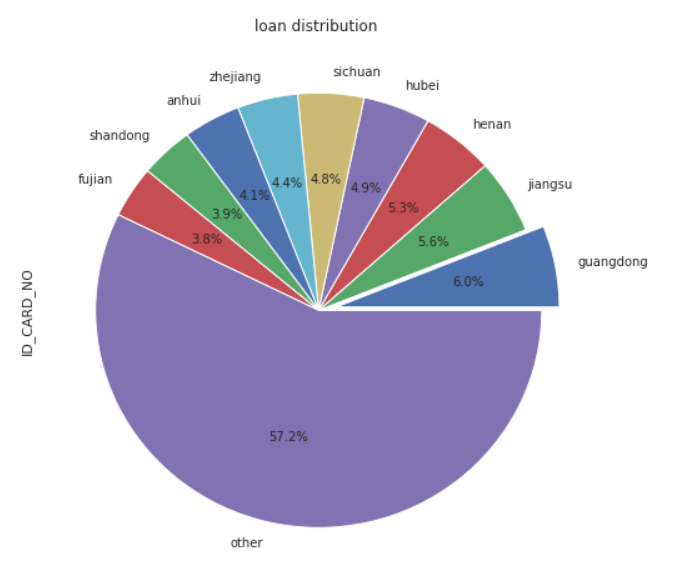 loan distribution
sichuan
zhejiang
hubei
anhui
henan
shandong
fujian
jiangsu
guangdong
4.8%
4.4%
4.9%
4.1%
5.3%
3.9%
3.8%
5.6%
6.0%
ID_CARD_NO
57.2%
other